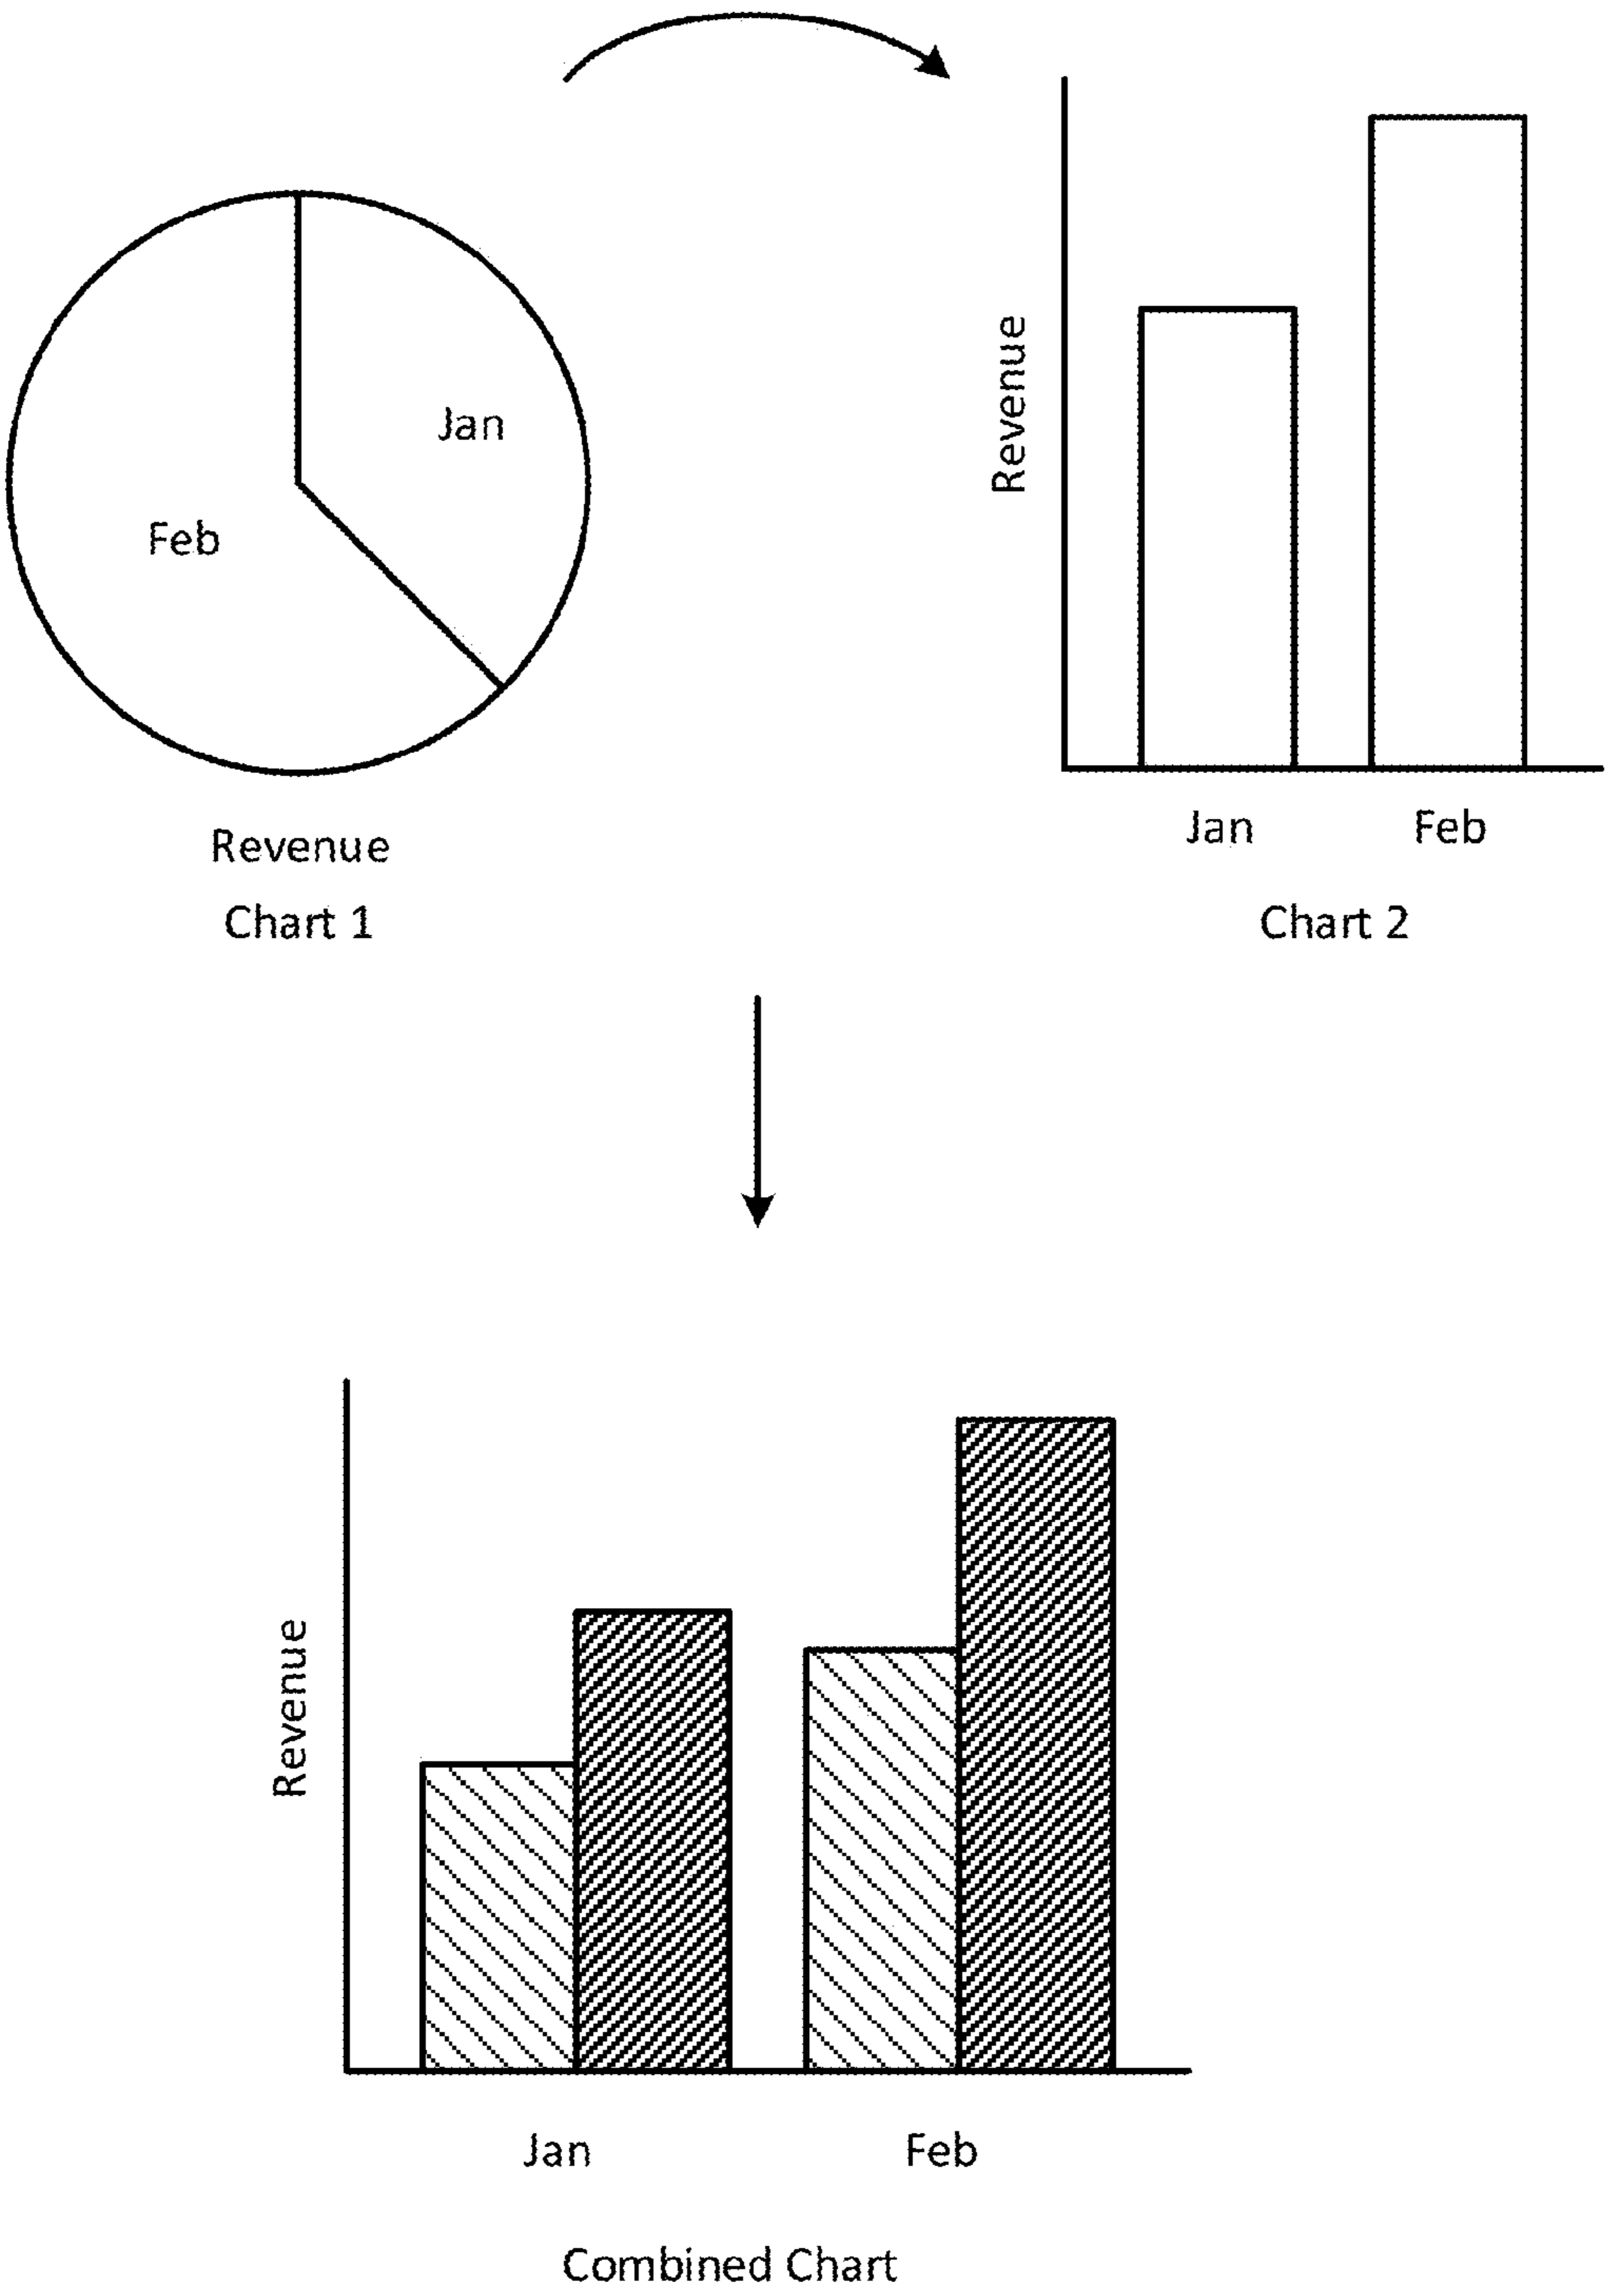 Jan
Feb
Revenue
Chart 1
Revenue
Jan Feb
Chart 2
Revenue
Jan Feb
Combined Chart